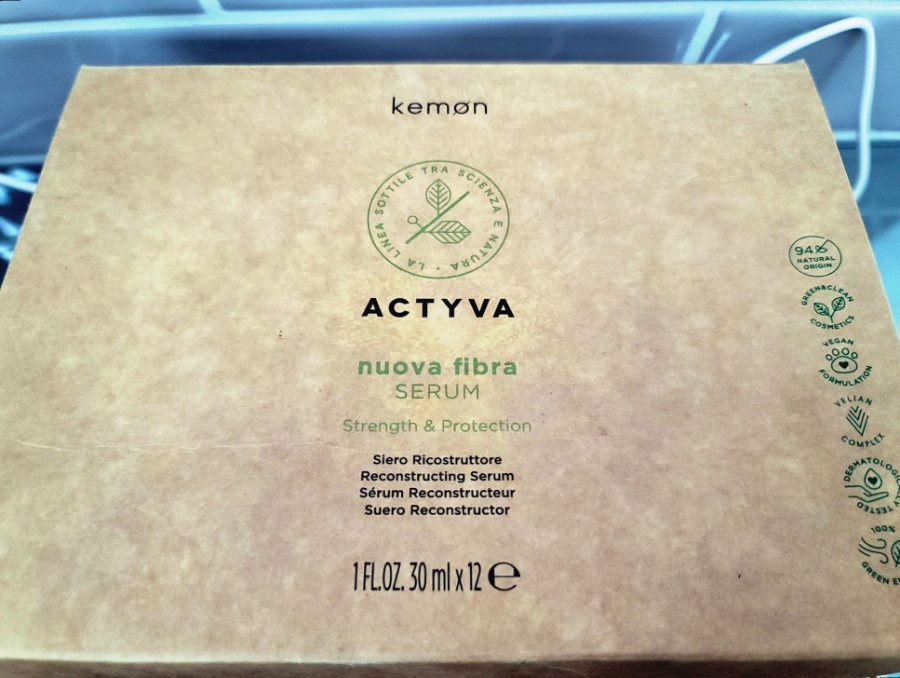 kemøn
LA LINEA SOTTILE TRA SCIENZA E NATURA •
ACTYVA
nuova fibra
SERUM
Strength & Protection
Siero Ricostruttore
Reconstructing Serum
Sérum Reconstructeur
Suero Reconstructor
1 FL.OZ. 30 ml x 12 ℮
94%
NATURAL
ORIGIN
GREEN&CLEAN
COSMETICS
VEGAN
FORMULATION
VELIAN
COMPLEX
DERMATOLOGICALLY
TESTED
100%
GREEN